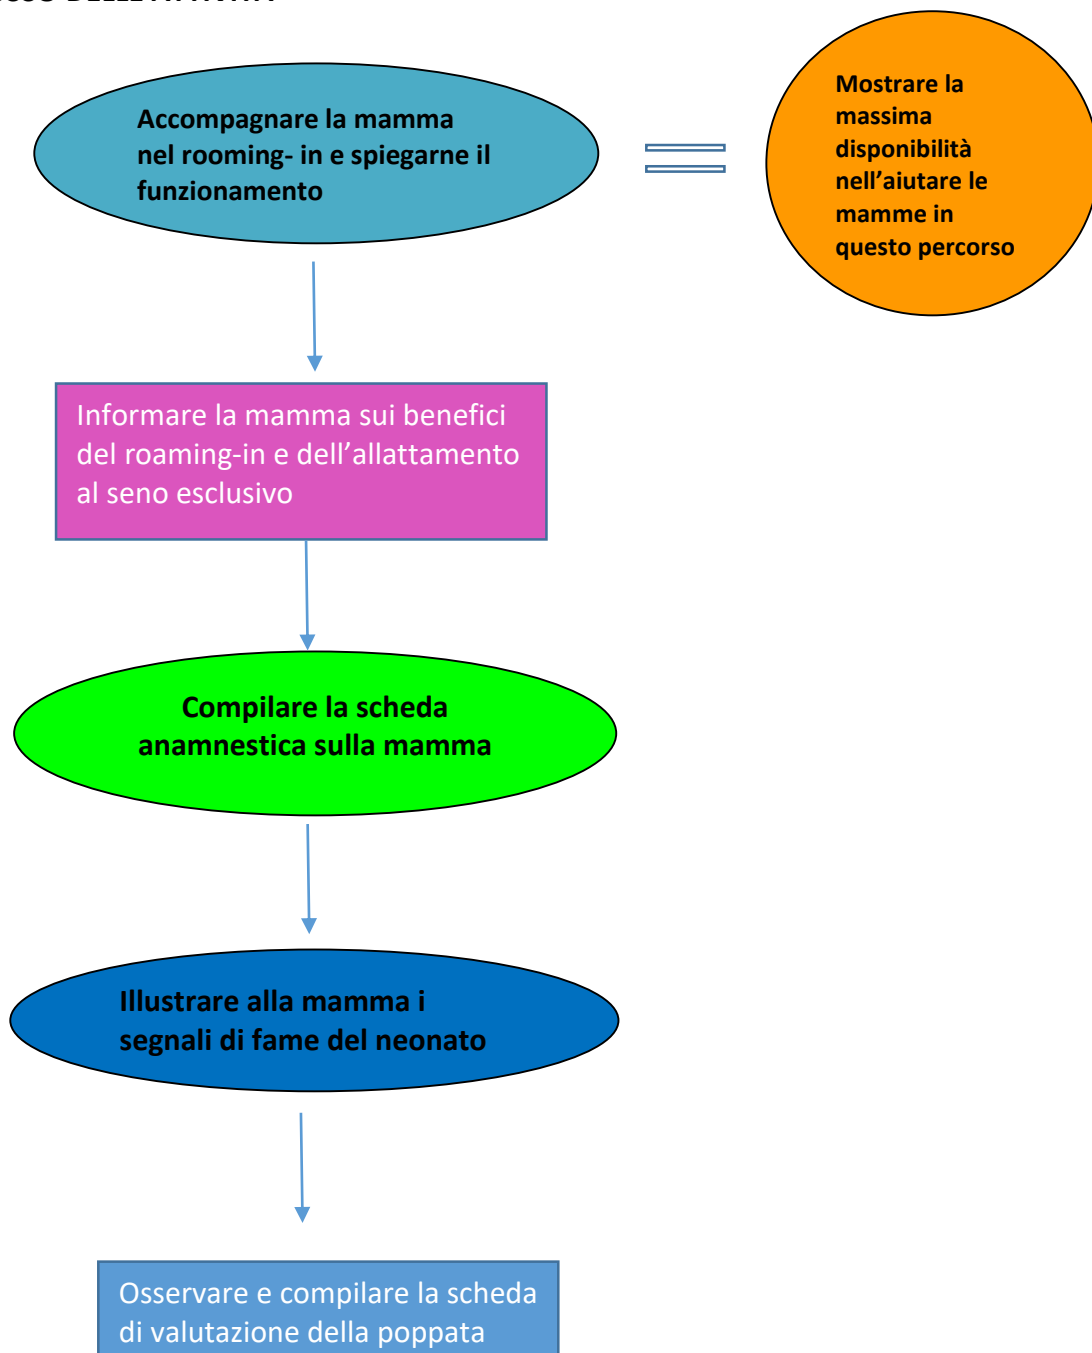 Accompagnare la mamma
nel rooming- in e spiegarne il
funzionamento
Mostrare la
massima
disponibilità
nell’aiutare le
mamme in
questo percorso
Informare la mamma sui benefici
del roaming-in e dell’allattamento
al seno esclusivo
Compilare la scheda
anamnestica sulla mamma
Illustrare alla mamma i
segnali di fame del neonato
Osservare e compilare la scheda
di valutazione della poppata